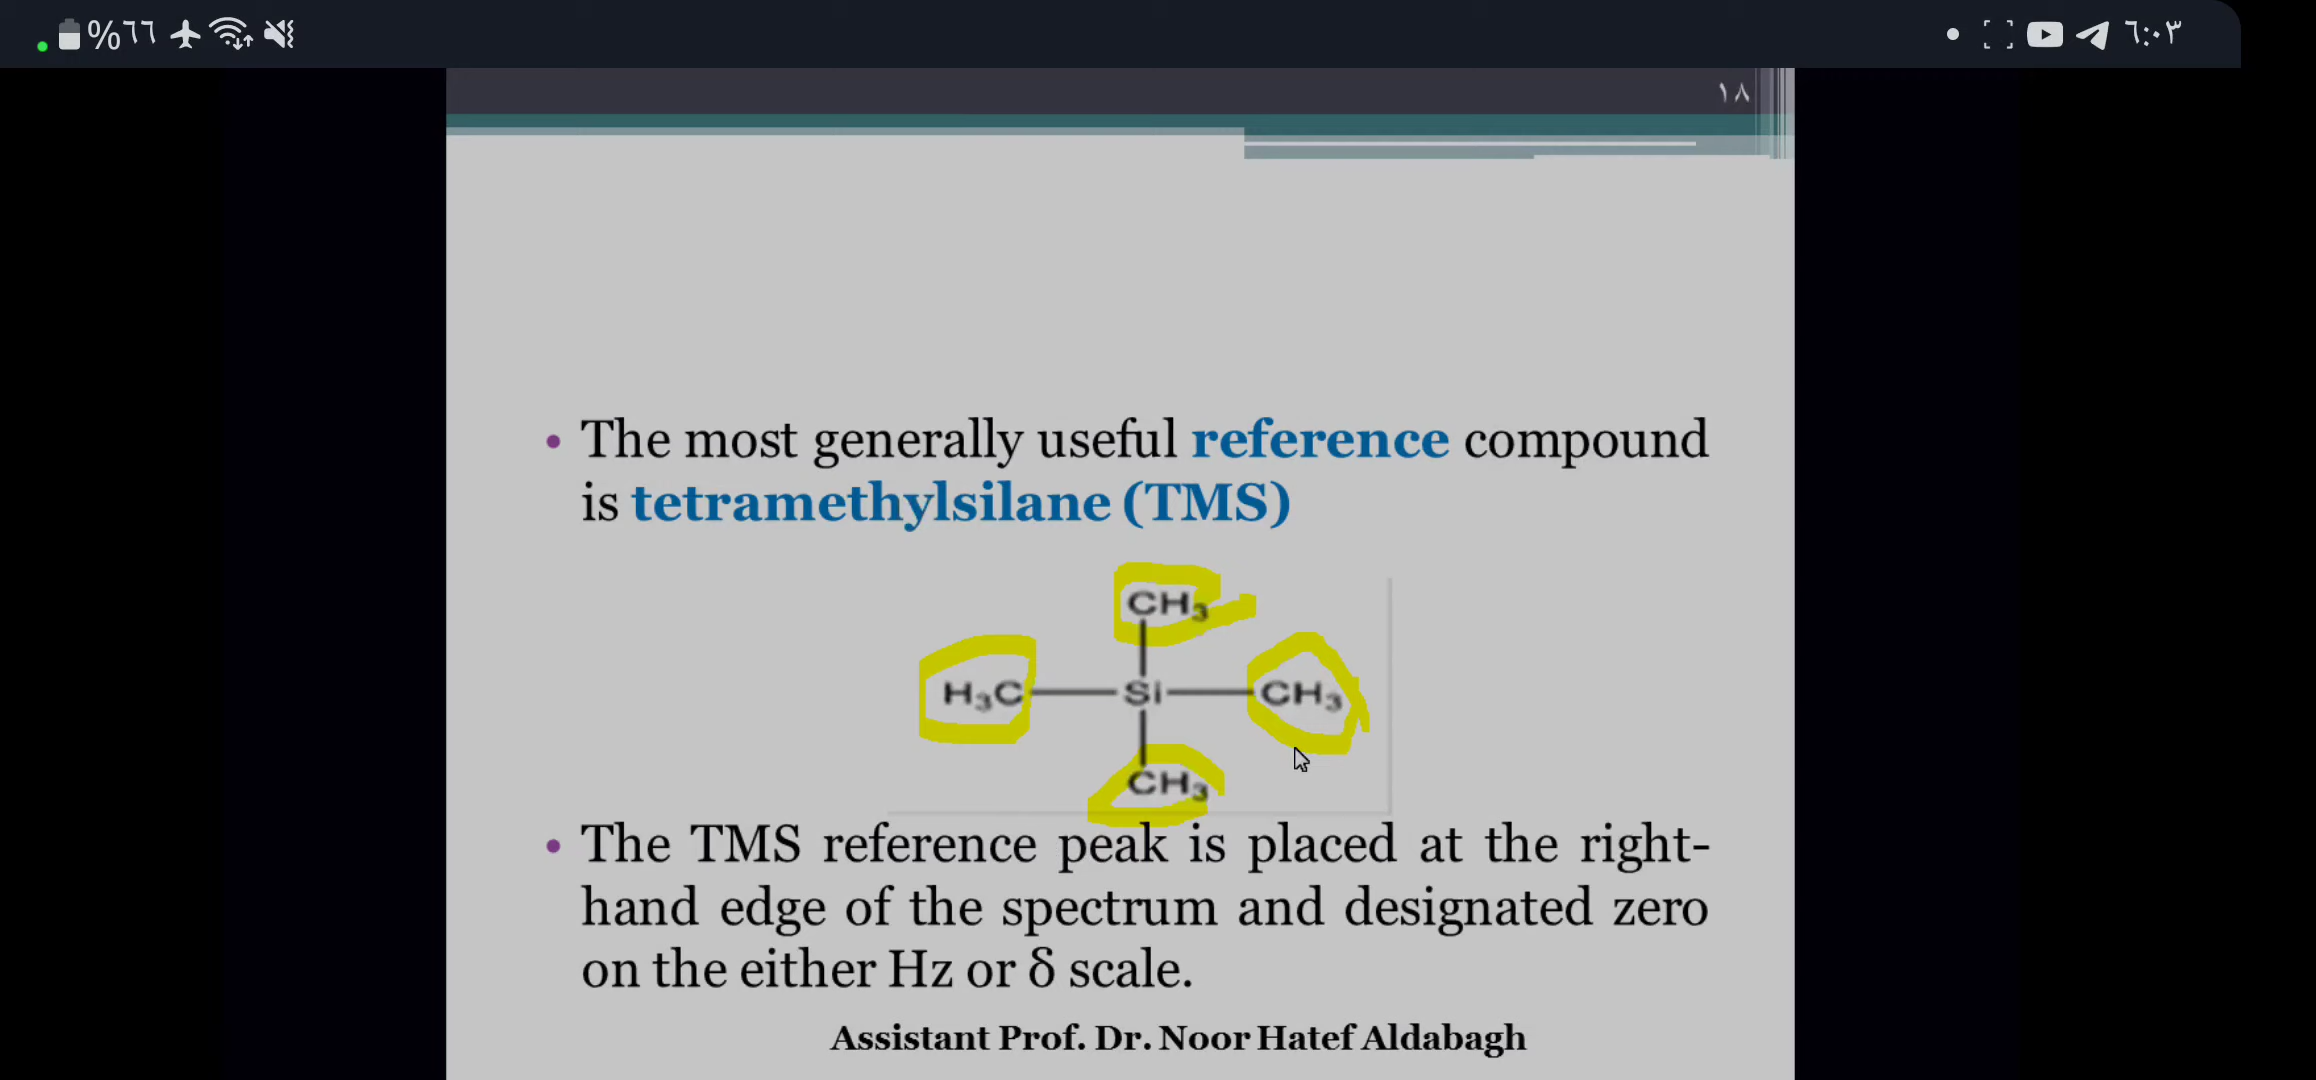 %٦٦ ٦:٠٣
١٨
• The most generally useful reference compound
is tetramethylsilane (TMS)
CH₃
H₃C Si CH₃
CH₃
• The TMS reference peak is placed at the right-
hand edge of the spectrum and designated zero
on the either Hz or δ scale.
Assistant Prof. Dr. Noor Hatef Aldabagh